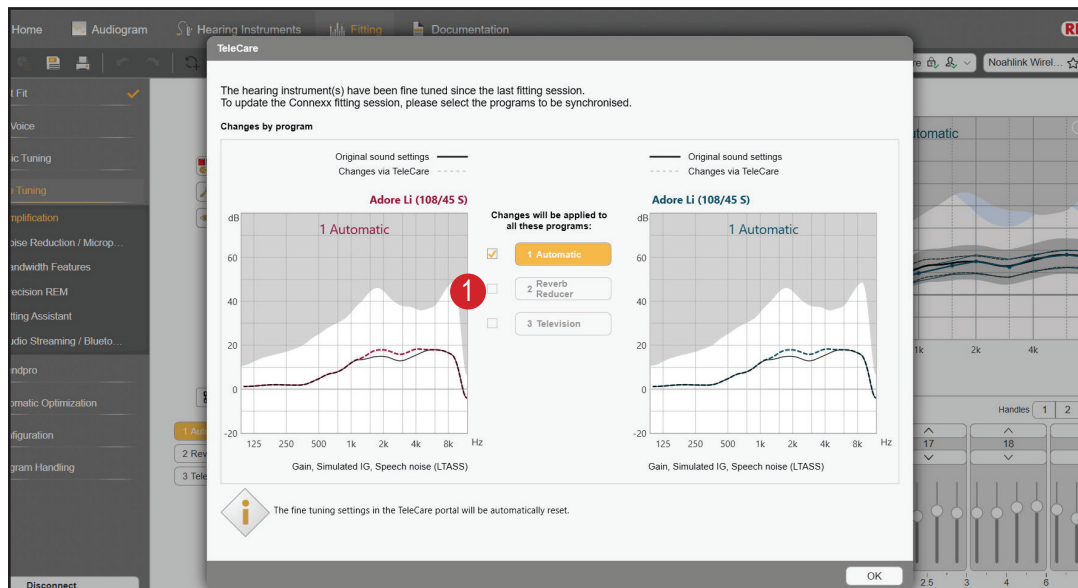 Home Audiogram Hearing Instruments Fitting Documentation
TeleCare
Noahlink Wirel...
Fit
Voice
Tuning
Tuning
Microp...
Bandwidth Features
REM
Assistant
Streaming / Blueto...
Optimization
Handling
Disconnect
The hearing instrument(s) have been fine tuned since the last fitting session.
To update the Connexx fitting session, please select the programs to be synchronised.
Changes by program
Original sound settings
Changes via TeleCare
Adore Li (108/45 S)
1 Automatic
dB
60
40
20
0
-20
125 250 500 1k 2k 4k 8k Hz
Gain, Simulated IG, Speech noise (LTASS)
Changes will be applied to
all these programs:
1 Automatic
1
2 Reverb
Reducer
3 Television
Original sound settings
Changes via TeleCare
Adore Li (108/45 S)
1 Automatic
dB
60
40
20
0
-20
125 250 500 1k 2k 4k 8k Hz
Gain, Simulated IG, Speech noise (LTASS)
The fine tuning settings in the TeleCare portal will be automatically reset.
OK
1k 2k 4k
Handles 1 2
17 18
2.5 3 4 6